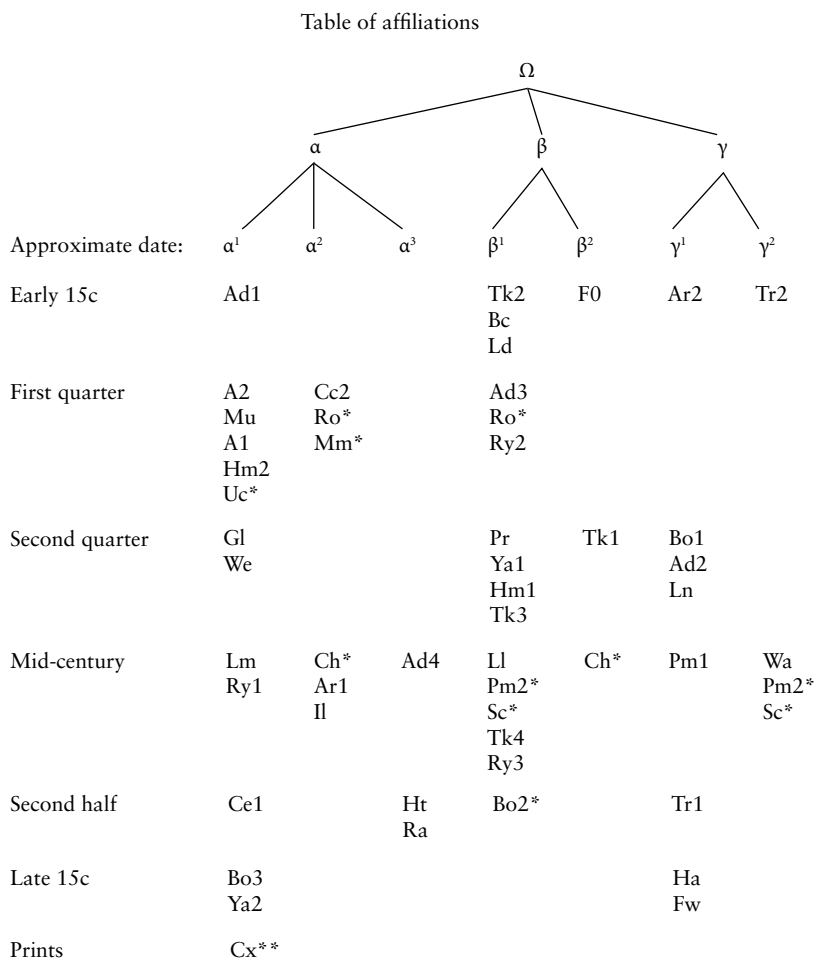 Table of affiliations
Ω
α β γ
Approximate date: α¹ α² α³ β¹ β² γ¹ γ²
Early 15c Ad1 Tk2 F0 Ar2 Tr2
Bc
Ld
First quarter A2 Cc2 Ad3
Mu Ro* Ro*
A1 Mm* Ry2
Hm2
Uc*
Second quarter Gl Pr Tk1 Bo1
We Ya1 Ad2
Hm1 Ln
Tk3
Mid-century Lm Ch* Ad4 Ll Ch* Pm1 Wa
Ry1 Ar1 Pm2* Pm2*
Il Sc* Sc*
Tk4
Ry3
Second half Ce1 Ht Bo2* Tr1
Ra
Late 15c Bo3 Ha
Ya2 Fw
Prints Cx**